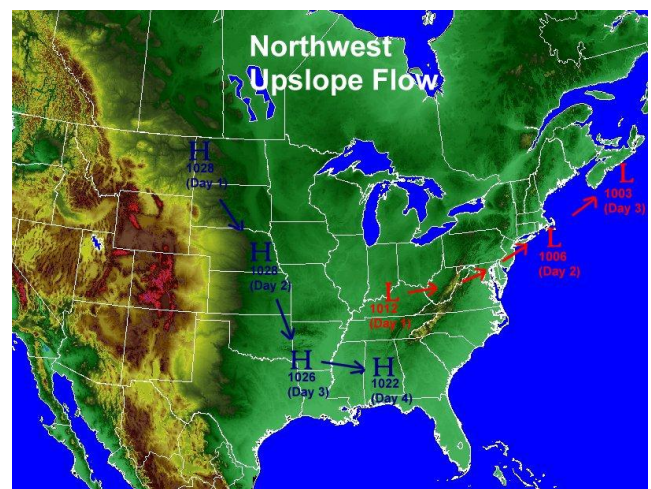 Northwest
Upslope Flow
H
1028
(Day 1)
H
1028
(Day 2)
H
1026
(Day 3)
H
1022
(Day 4)
L
1012
(Day 1)
L
1006
(Day 2)
L
1003
(Day 3)